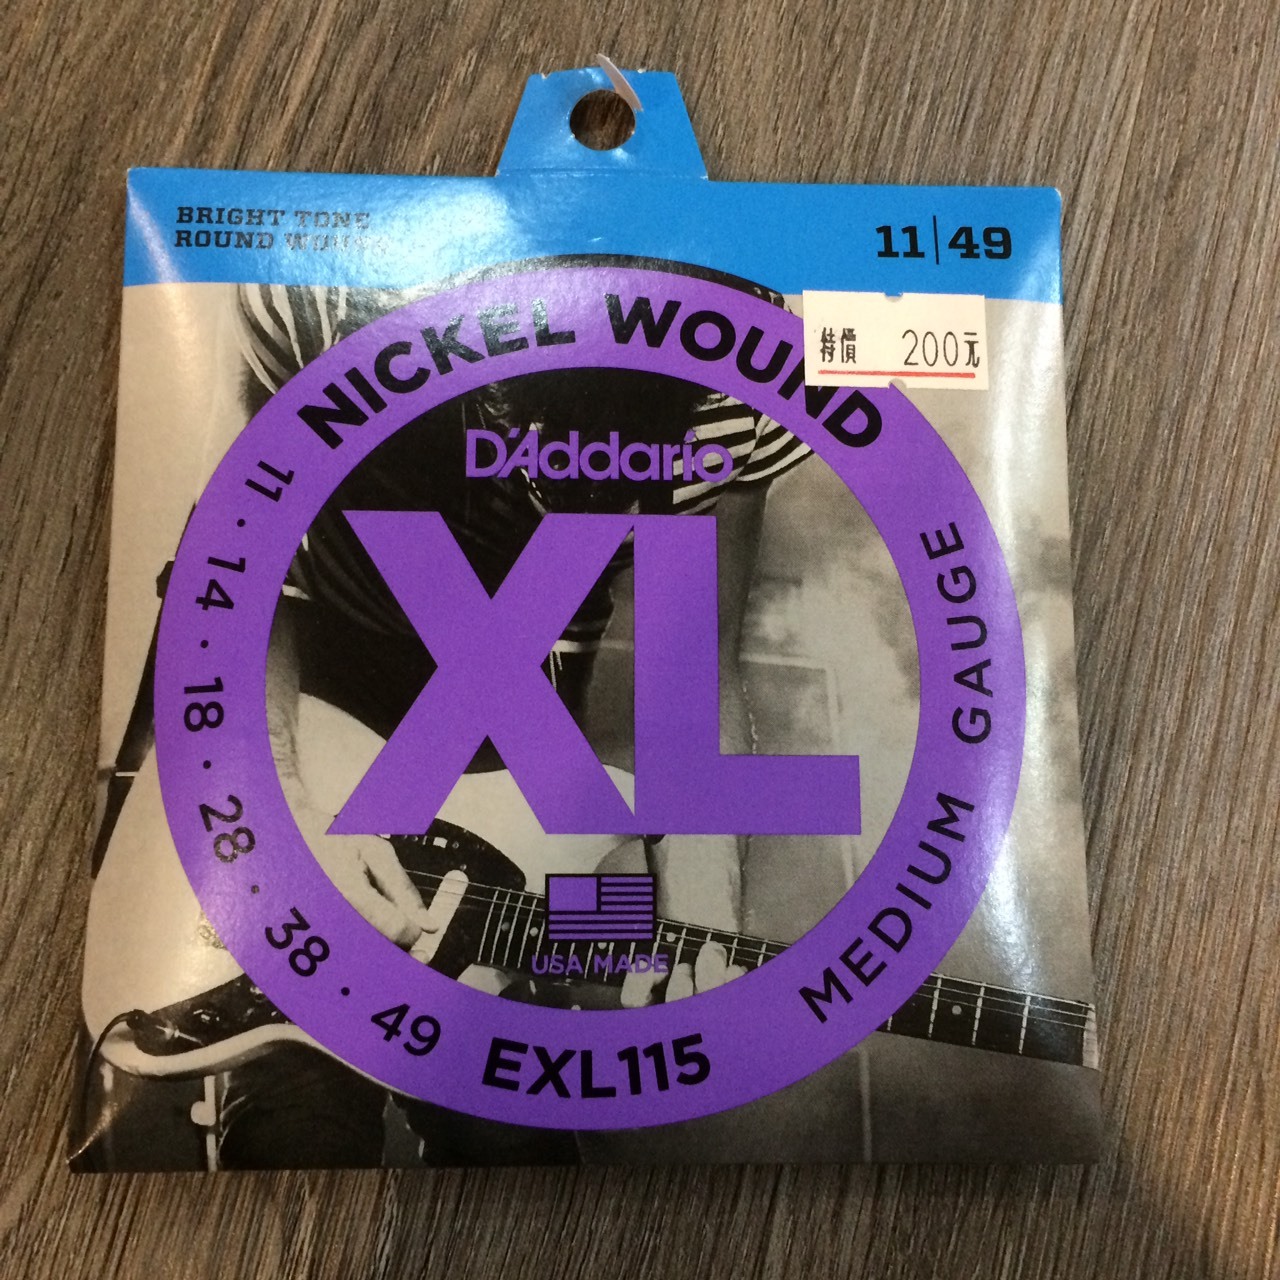 BRIGHT TONE
ROUND WOUND
11|49
特價 200元
NICKEL WOUND
D'Addario
XL
11 · 14 · 18 · 28 · 38 · 49
MEDIUM GAUGE
USA MADE
EXL115